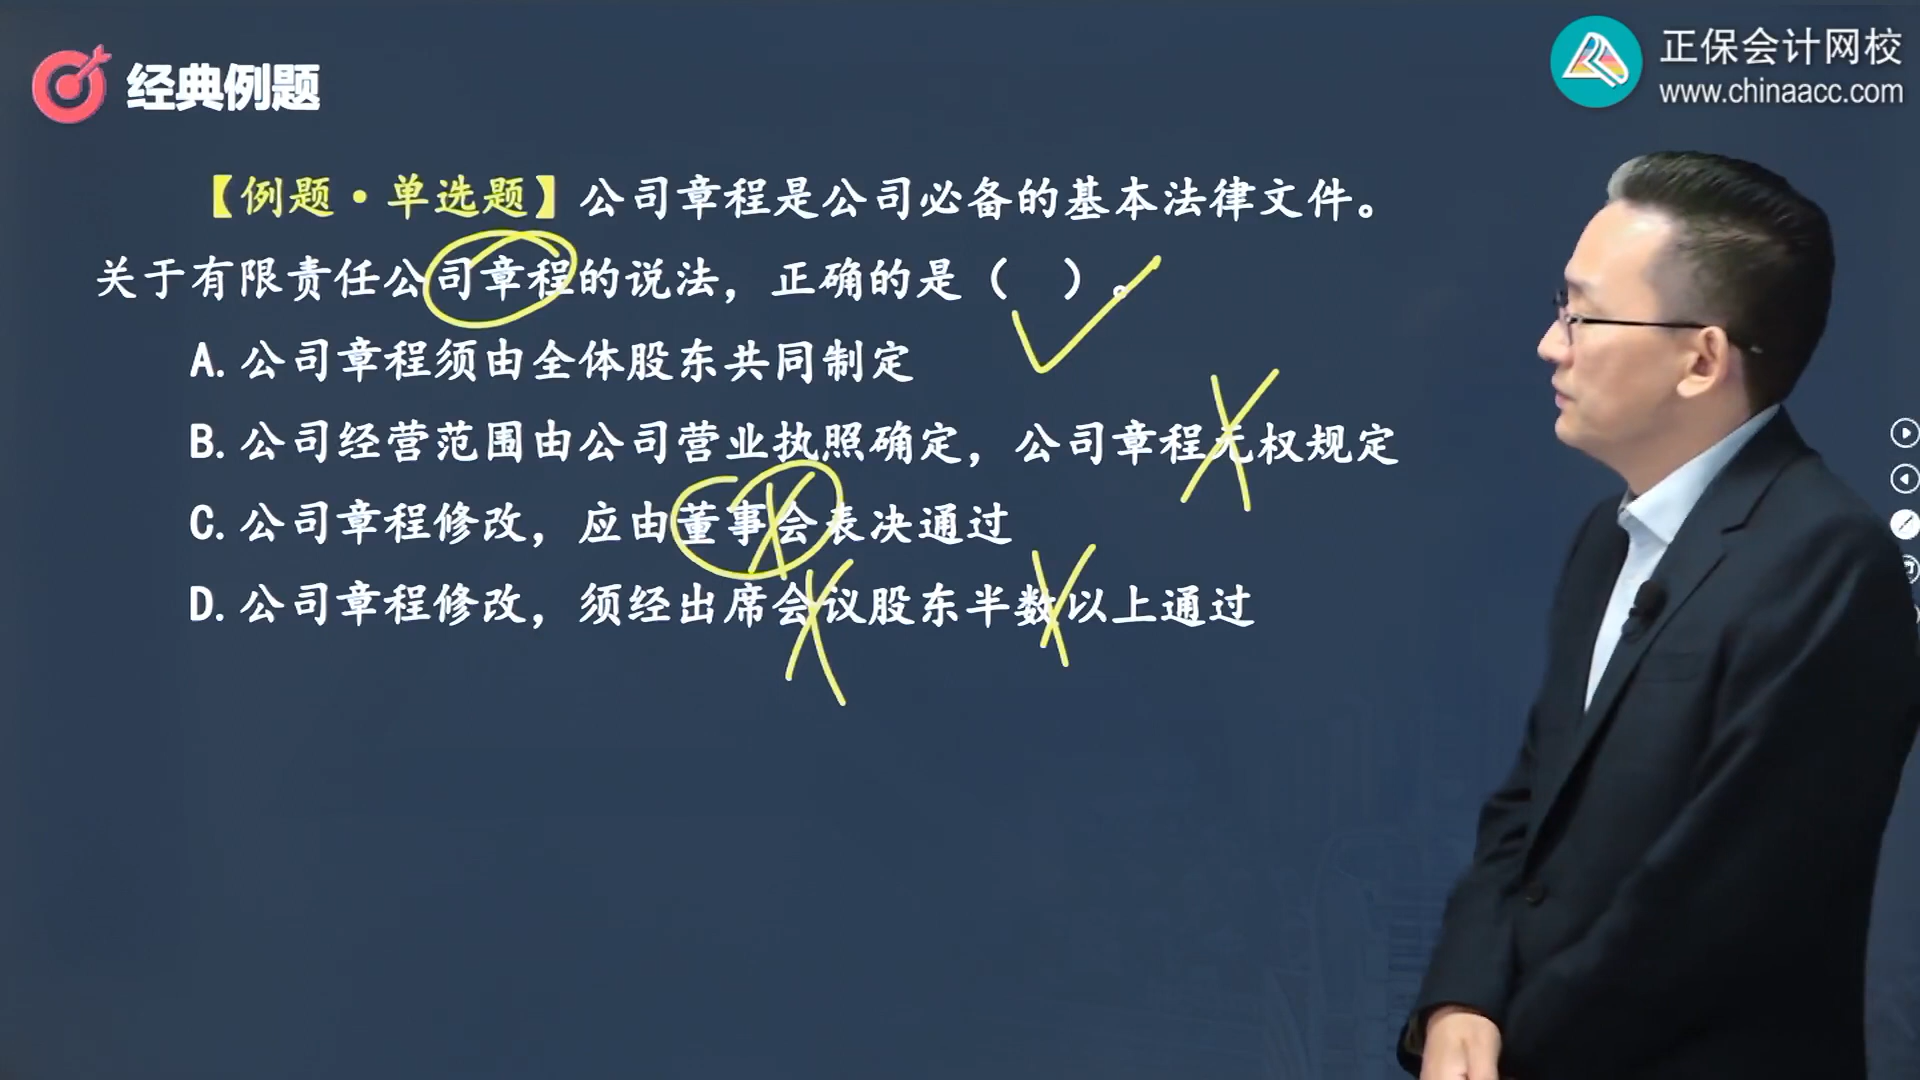 经典例题
正保会计网校
www.chinaacc.com
【例题·单选题】公司章程是公司必备的基本法律文件。
关于有限责任公司章程的说法，正确的是（　）。
A. 公司章程须由全体股东共同制定
B. 公司经营范围由公司营业执照确定，公司章程无权规定
C. 公司章程修改，应由董事会表决通过
D. 公司章程修改，须经出席会议股东半数以上通过